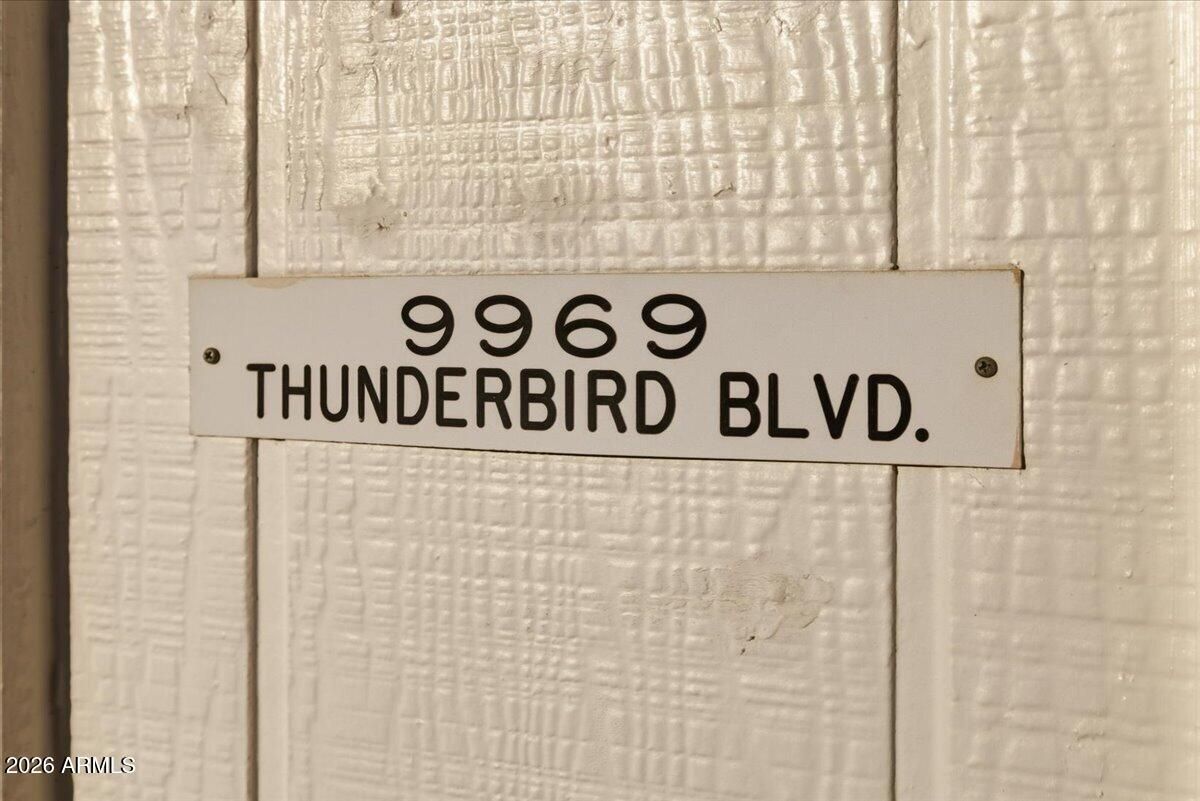 9969
THUNDERBIRD BLVD.
2026 ARMLS